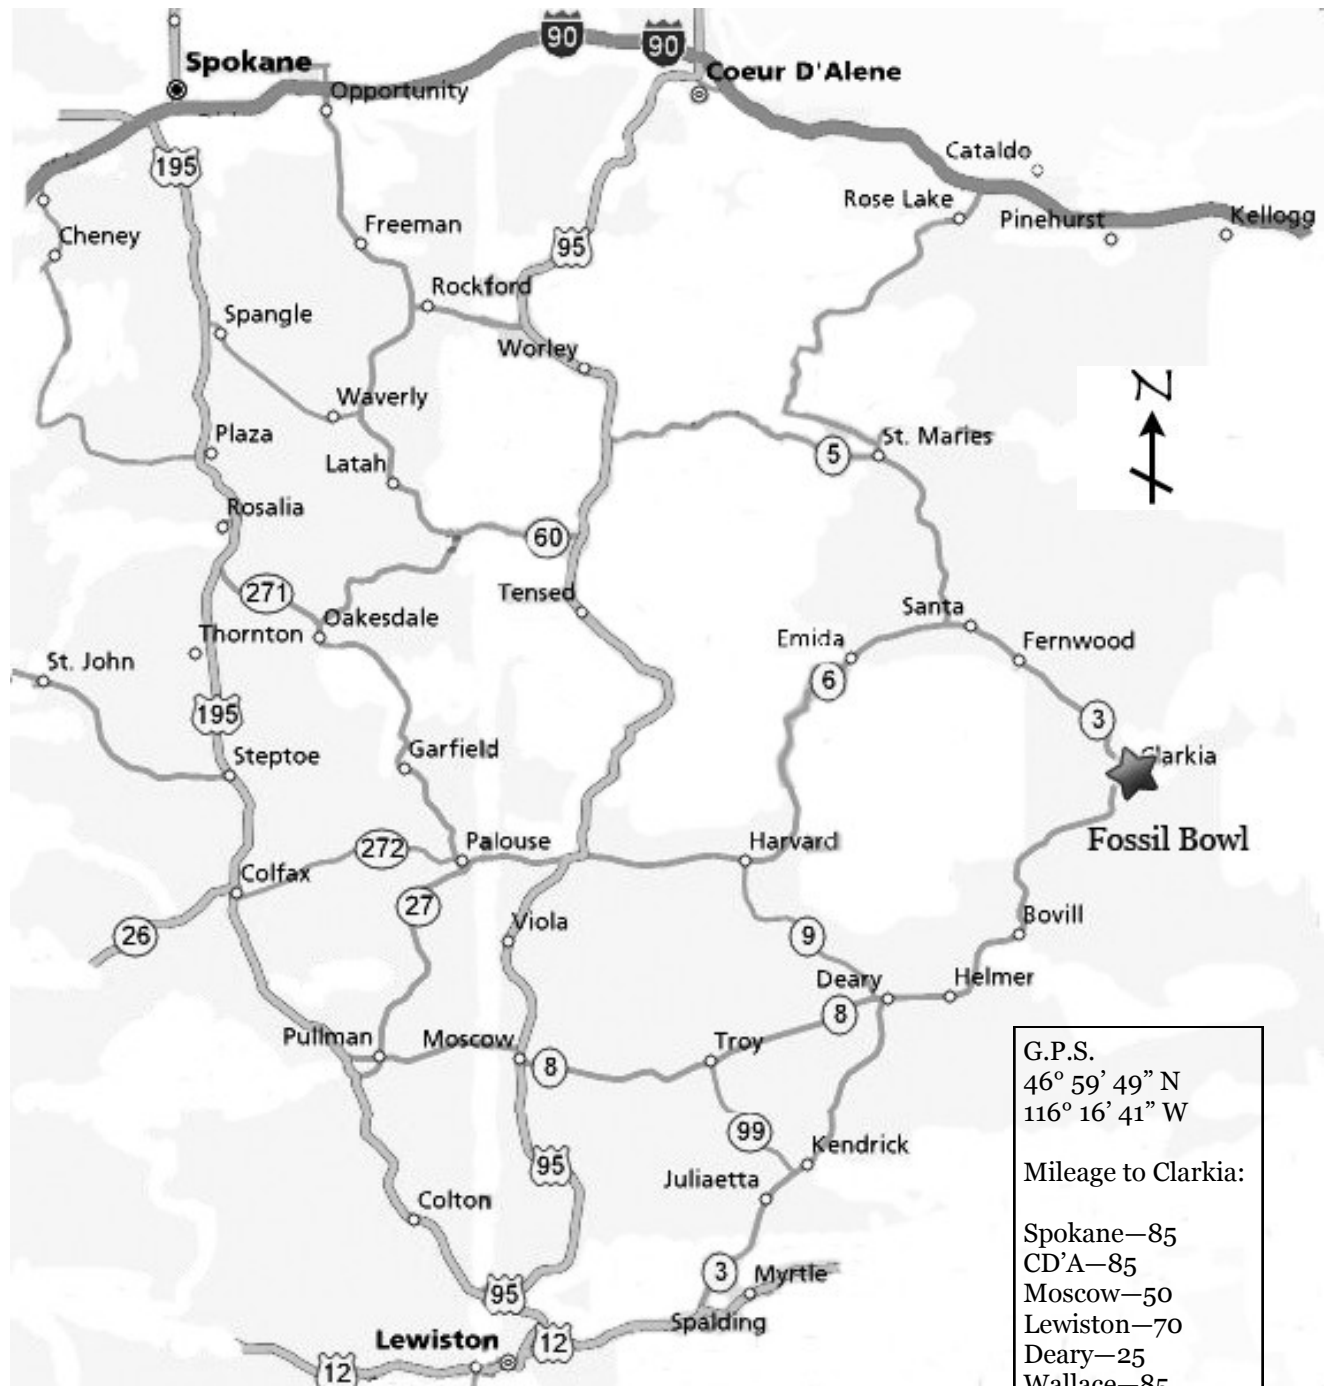 90
90
Spokane
Coeur D'Alene
Opportunity
195
Cataldo
Rose Lake
Pinehurst
Kellogg
Cheney
Freeman
95
Rockford
Spangle
Worley
Waverly
N
Plaza
Latah
5
St. Maries
Rosalia
60
271
Tensed
Oakesdale
Santa
Thornton
Emida
Fernwood
St. John
6
195
3
Steptoe
Garfield
Clarkia
272
Palouse
Harvard
Fossil Bowl
Colfax
27
Viola
Bovill
26
9
Deary
Helmer
8
Pullman
Moscow
8
Troy
G.P.S.
46° 59’ 49” N
116° 16’ 41” W
99
Kendrick
95
Juliaetta
Mileage to Clarkia:
Colton
Spokane—85
CD’A—85
Moscow—50
Lewiston—70
Deary—25
Wallace—85
3
Myrtle
95
Spalding
Lewiston
12
12